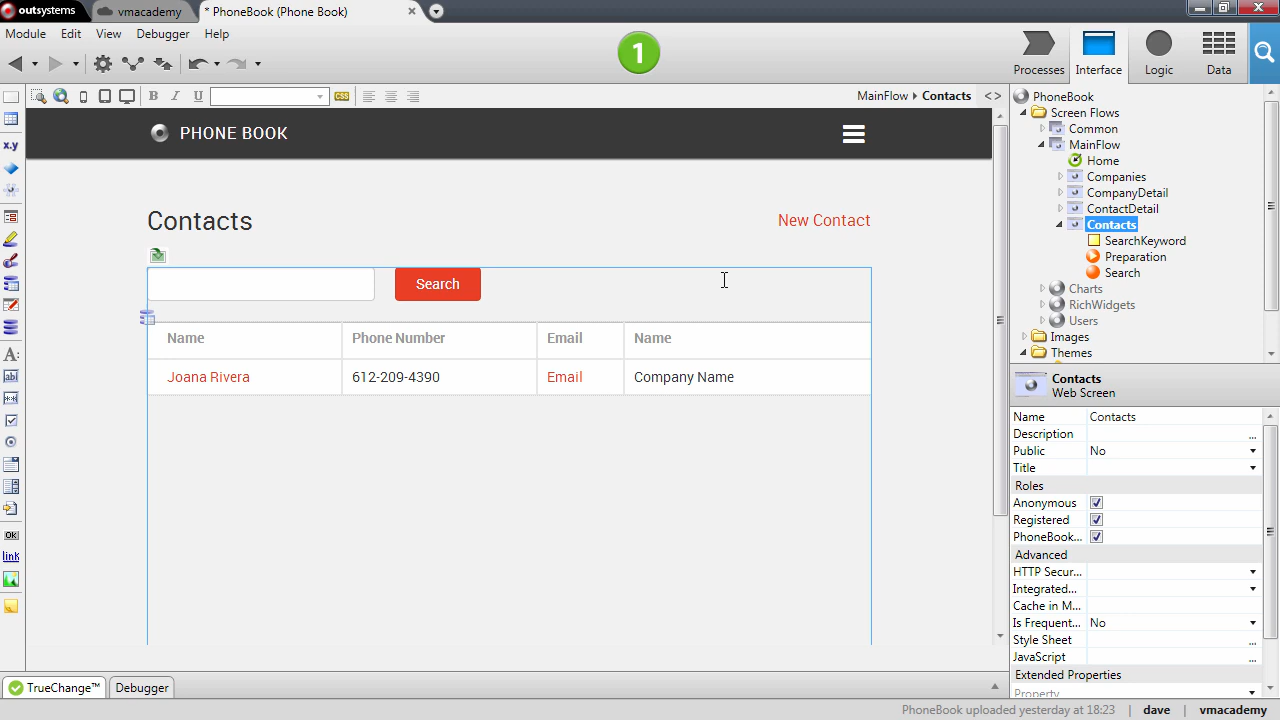 outsystems
vmacademy
* PhoneBook (Phone Book)
Module Edit View Debugger Help
1
Processes Interface Logic Data
B I U
MainFlow Contacts <>
x.y
OK
link
PHONE BOOK
Contacts
New Contact
Search
Name Phone Number Email Name
Joana Rivera 612-209-4390 Email Company Name
PhoneBook
Screen Flows
Common
MainFlow
Home
Companies
CompanyDetail
ContactDetail
Contacts
SearchKeyword
Preparation
Search
Charts
RichWidgets
Users
Images
Themes
Contacts
Web Screen
Name Contacts
Description ...
Public No
Title
Roles
Anonymous
Registered
PhoneBook...
Advanced
HTTP Secur...
Integrated...
Cache in M...
Is Frequent... No
Style Sheet ...
JavaScript ...
Extended Properties
Property
TrueChange™ Debugger
PhoneBook uploaded yesterday at 18:23 | dave | vmacademy